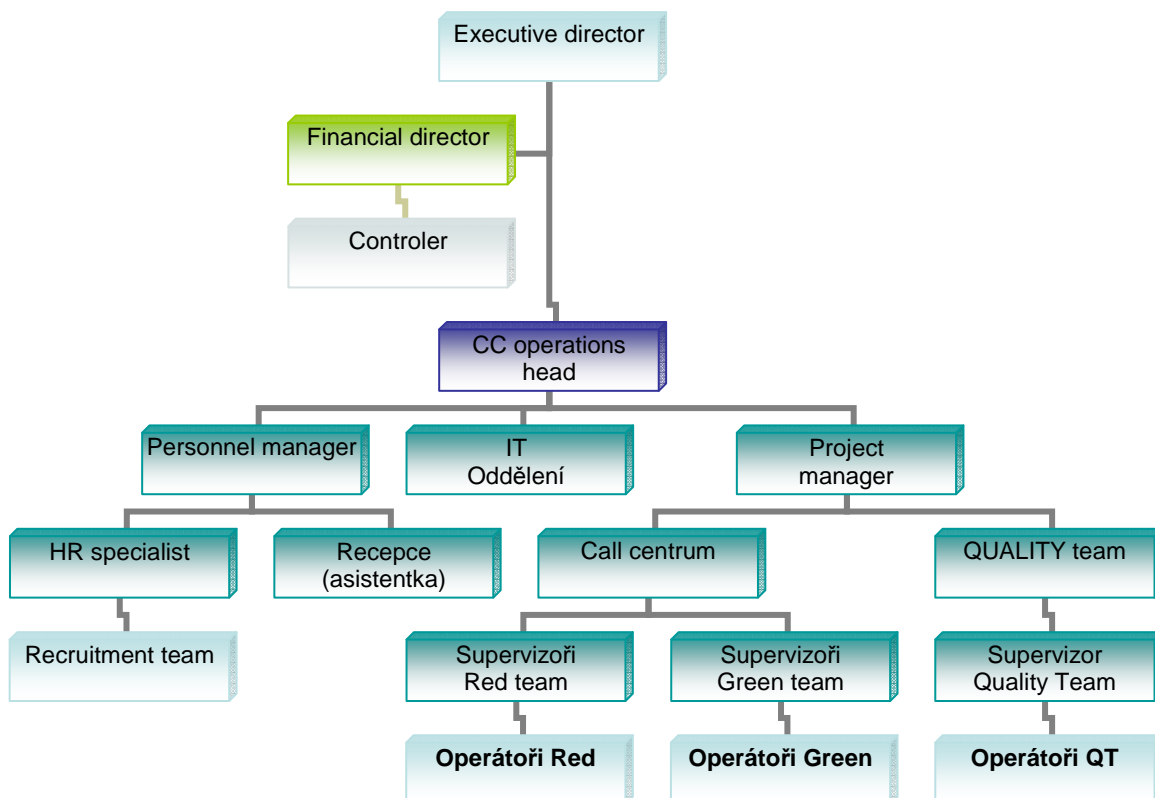 Executive director
Financial director
Controler
CC operations
head
Personnel manager
IT
Oddělení
Project
manager
HR specialist
Recepce
(asistentka)
Call centrum
QUALITY team
Recruitment team
Supervizoři
Red team
Supervizoři
Green team
Supervizor
Quality Team
Operátoři Red
Operátoři Green
Operátoři QT